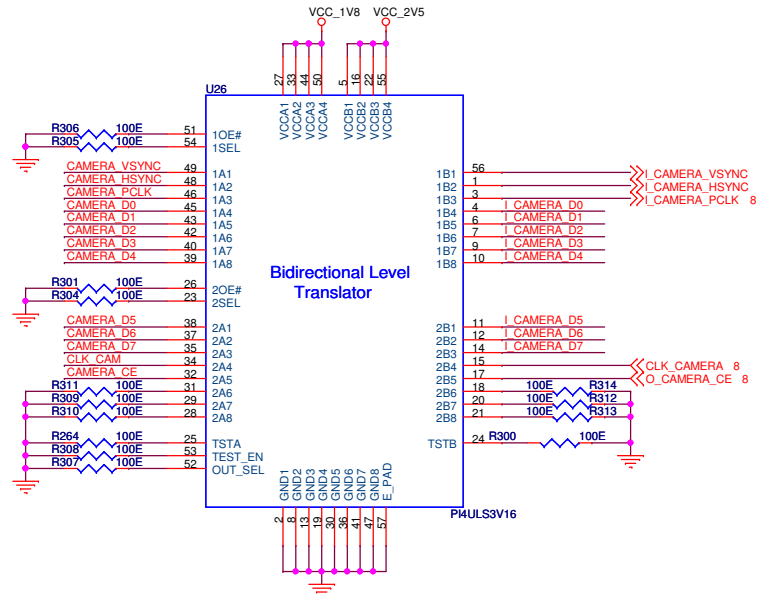 VCC_1V8 VCC_2V5
27 33 44 50 5 16 22 55
U26
VCCA1 VCCA2 VCCA3 VCCA4 VCCB1 VCCB2 VCCB3 VCCB4
R306 100E 51 1OE#
R305 100E 54 1SEL
CAMERA_VSYNC 49 1A1 1B1 56 I_CAMERA_VSYNC
CAMERA_HSYNC 48 1A2 1B2 1 I_CAMERA_HSYNC
CAMERA_PCLK 46 1A3 1B3 3 I_CAMERA_PCLK 8
CAMERA_D0 45 1A4 1B4 4 I_CAMERA_D0
CAMERA_D1 43 1A5 1B5 6 I_CAMERA_D1
CAMERA_D2 42 1A6 1B6 7 I_CAMERA_D2
CAMERA_D3 40 1A7 1B7 9 I_CAMERA_D3
CAMERA_D4 39 1A8 1B8 10 I_CAMERA_D4
Bidirectional Level
Translator
R301 100E 26 2OE#
R304 100E 23 2SEL
CAMERA_D5 38 2A1 2B1 11 I_CAMERA_D5
CAMERA_D6 37 2A2 2B2 12 I_CAMERA_D6
CAMERA_D7 35 2A3 2B3 14 I_CAMERA_D7
CLK_CAM 34 2A4 2B4 15 CLK_CAMERA 8
CAMERA_CE 32 2A5 2B5 17 O_CAMERA_CE 8
R311 100E 31 2A6 2B6 18 100E R314
R309 100E 29 2A7 2B7 20 100E R312
R310 100E 28 2A8 2B8 21 100E R313
R264 100E 25 TSTA TSTB 24 R300 100E
R308 100E 53 TEST_EN
R307 100E 52 OUT_SEL
GND1 GND2 GND3 GND4 GND5 GND6 GND7 GND8 E_PAD
PI4ULS3V16
2 8 13 19 30 36 41 47 57